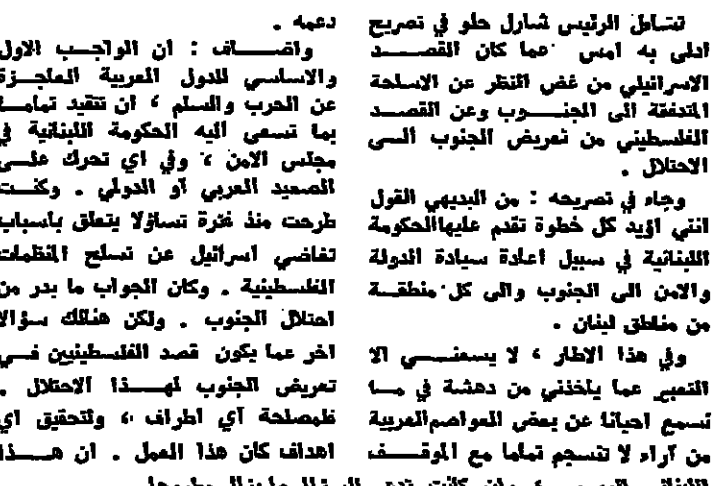 تساءل الرئيس شارل حلو في تصريح
ادلى به امس عما كان القصد
الاسرائيلي من غض النظر عن الاسلحة
المتدفقة الى الجنوب وعن القصد
الفلسطيني من تعريض الجنوب الى
الاحتلال .
وجاء في تصريحه : من البديهي القول
انني اؤيد كل خطوة تقدم عليها الحكومة
اللبنانية في سبيل اعادة سيادة الدولة
والامن الى الجنوب والى كل منطقة
من مناطق لبنان .
وفي هذا الاطار ، لا يسعني الا
التعبير عما ياخذني من دهشة في ما
تسمع احيانا عن بعض العواصم العربية
من آراء لا تنسجم تماما مع الموقف
دعمه .
واضاف : ان الواجب الاول
والاساسي للدول العربية العاجزة
عن الحرب والسلم ، ان تتقيد تماما
بما تسعى اليه الحكومة اللبنانية في
مجلس الامن ، وفي اي تحرك على
الصعيد العربي أو الدولي . وكنت
طرحت منذ فترة تساؤلا يتعلق باسباب
تغاضي اسرائيل عن تسلح المنظمات
الفلسطينية . وكان الجواب ما بدر من
احتلال الجنوب . ولكن هنالك سؤالا
اخر عما يكون قصد الفلسطينيين في
تعريض الجنوب لهذا الاحتلال .
فلمصلحة أي اطراف ، ولتحقيق اي
اهداف كان هذا العمل . ان هذا